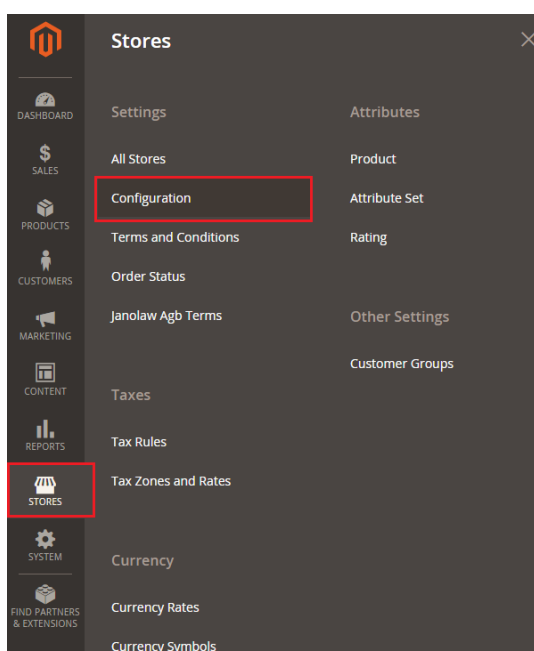 Stores
DASHBOARD
SALES
PRODUCTS
CUSTOMERS
MARKETING
CONTENT
REPORTS
STORES
SYSTEM
FIND PARTNERS
& EXTENSIONS
Settings
All Stores
Configuration
Terms and Conditions
Order Status
Janolaw Agb Terms
Taxes
Tax Rules
Tax Zones and Rates
Currency
Currency Rates
Currency Symbols
Attributes
Product
Attribute Set
Rating
Other Settings
Customer Groups